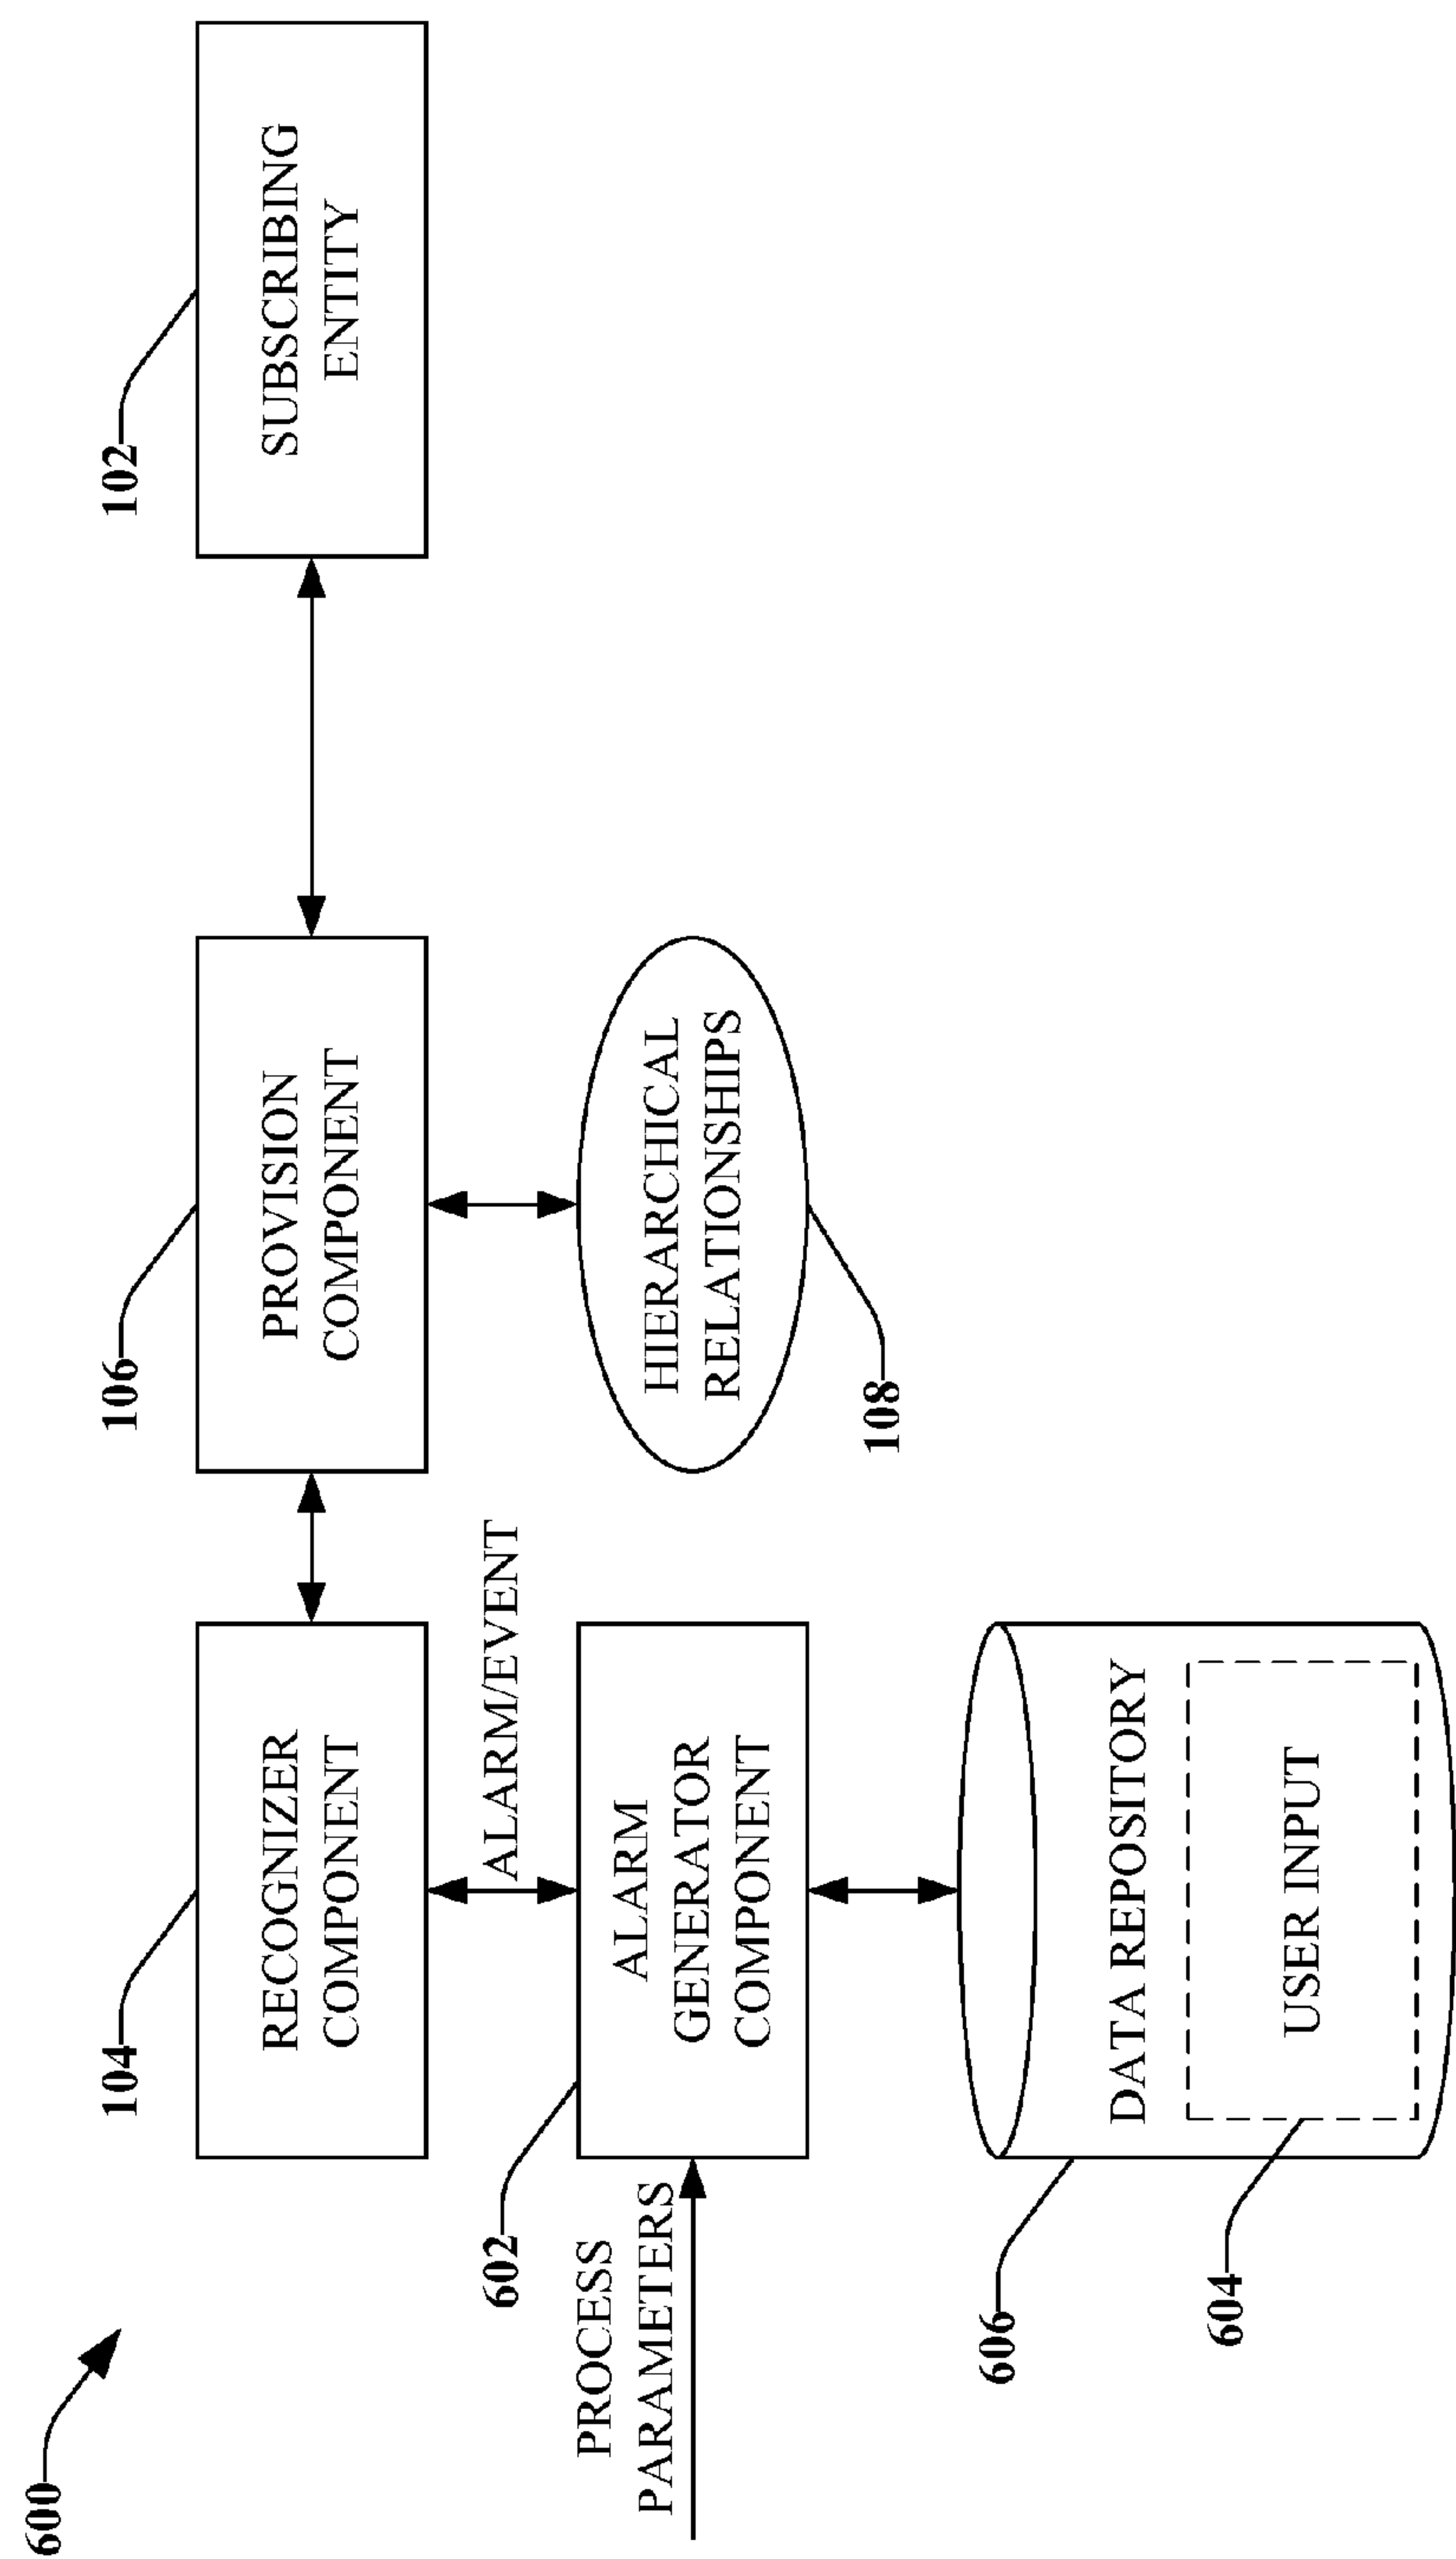 600
104
RECOGNIZER
COMPONENT
106
PROVISION
COMPONENT
102
SUBSCRIBING
ENTITY
ALARM/EVENT
602
PROCESS
PARAMETERS
ALARM
GENERATOR
COMPONENT
HIERARCHICAL
RELATIONSHIPS
108
606
DATA REPOSITORY
604
USER INPUT